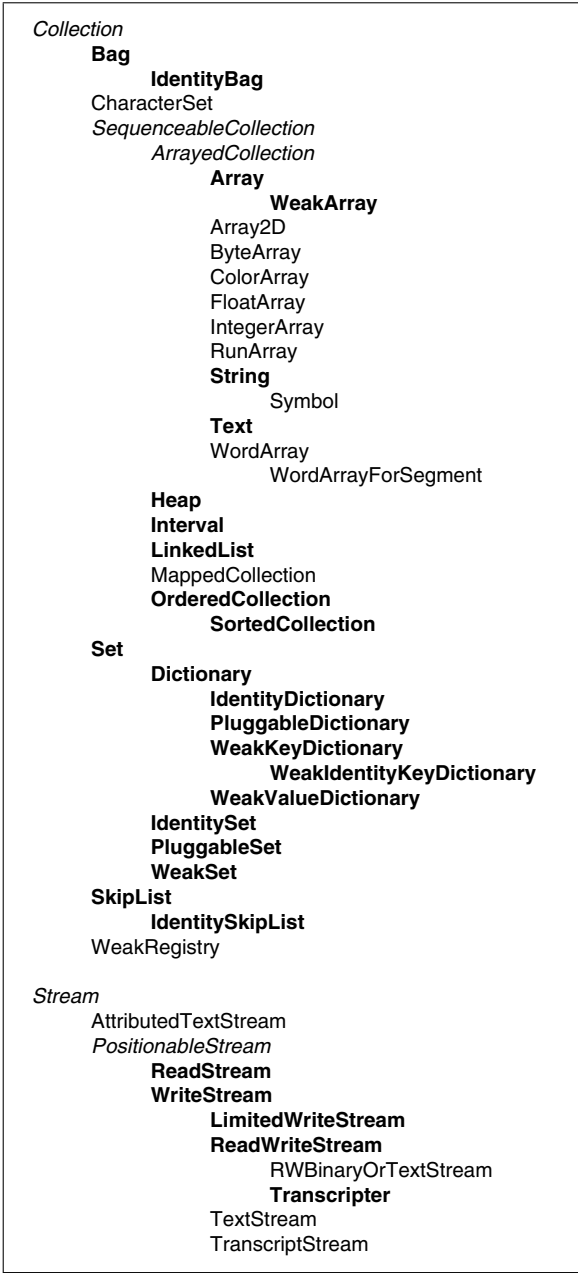 Collection
Bag
IdentityBag
CharacterSet
SequenceableCollection
ArrayedCollection
Array
WeakArray
Array2D
ByteArray
ColorArray
FloatArray
IntegerArray
RunArray
String
Symbol
Text
WordArray
WordArrayForSegment
Heap
Interval
LinkedList
MappedCollection
OrderedCollection
SortedCollection
Set
Dictionary
IdentityDictionary
PluggableDictionary
WeakKeyDictionary
WeakIdentityKeyDictionary
WeakValueDictionary
IdentitySet
PluggableSet
WeakSet
SkipList
IdentitySkipList
WeakRegistry
Stream
AttributedTextStream
PositionableStream
ReadStream
WriteStream
LimitedWriteStream
ReadWriteStream
RWBinaryOrTextStream
Transcripter
TextStream
TranscriptStream